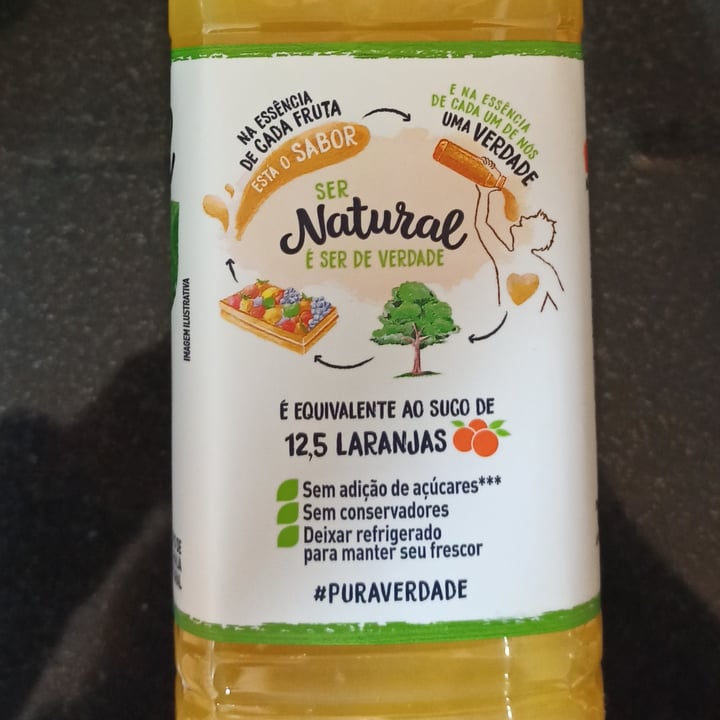 NA ESSÊNCIA
DE CADA FRUTA
ESTÁ O SABOR
E NA ESSÊNCIA
DE CADA UM DE NÓS
UMA VERDADE
SER
Natural
É SER DE VERDADE
IMAGEM ILUSTRATIVA
É EQUIVALENTE AO SUCO DE
12,5 LARANJAS
Sem adição de açúcares***
Sem conservadores
Deixar refrigerado
para manter seu frescor
#PURAVERDADE